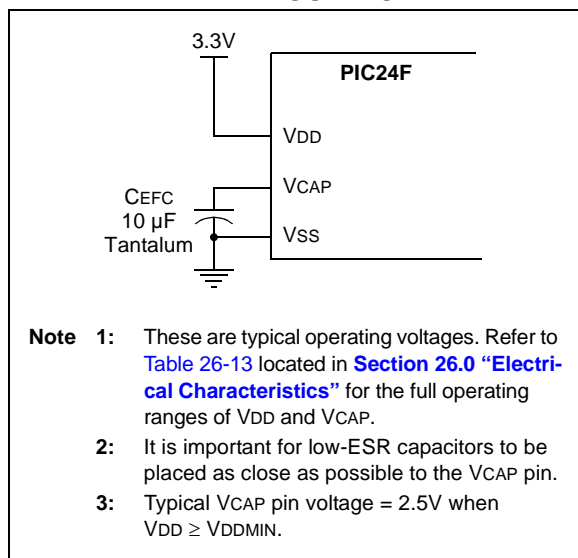 3.3V
PIC24F
VDD
VCAP
VSS
CEFC
10 µF
Tantalum
Note 1: These are typical operating voltages. Refer to
Table 26-13 located in Section 26.0 “Electri-
cal Characteristics” for the full operating
ranges of VDD and VCAP.
2: It is important for low-ESR capacitors to be
placed as close as possible to the VCAP pin.
3: Typical VCAP pin voltage = 2.5V when
VDD ≥ VDDMIN.